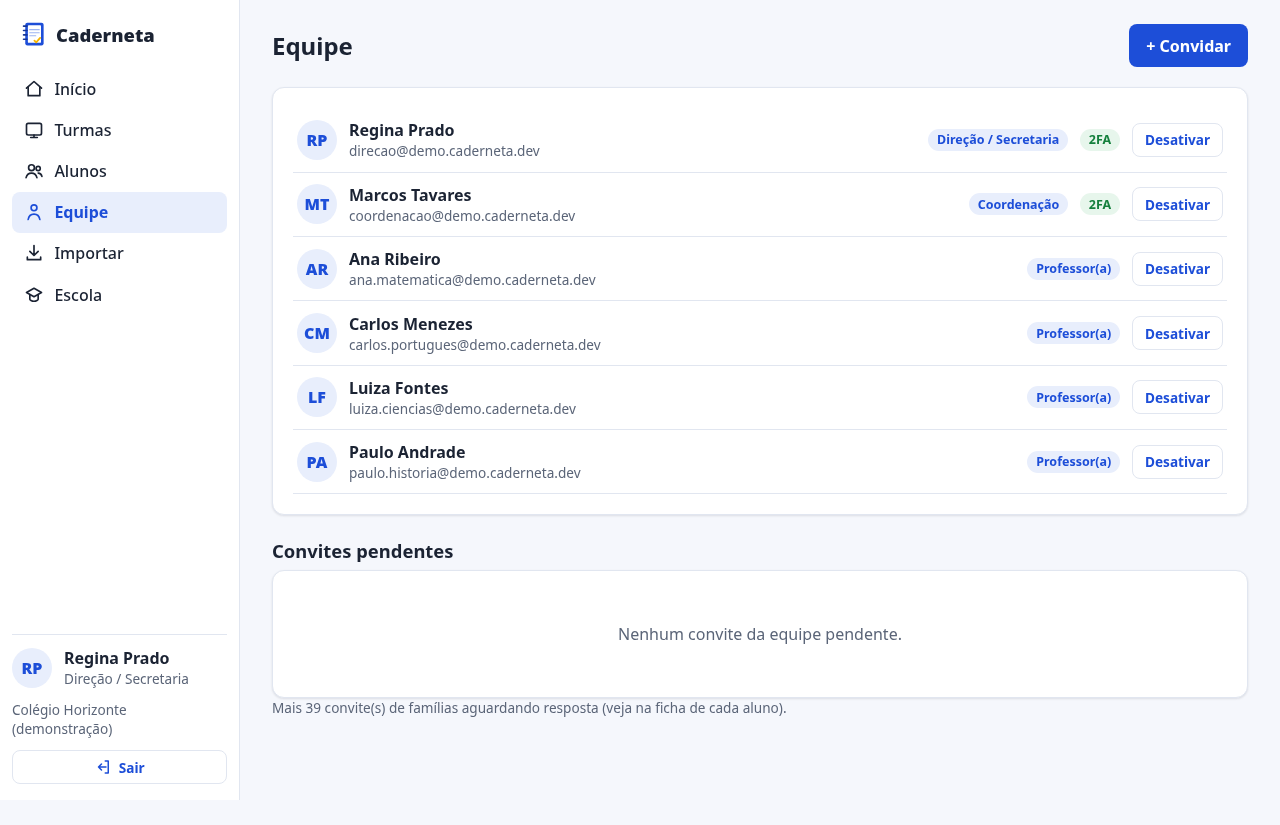 Caderneta
Início
Turmas
Alunos
Equipe
Importar
Escola
RP
Regina Prado
Direção / Secretaria
Colégio Horizonte
(demonstração)
Sair
Equipe
+ Convidar
RP
Regina Prado
direcao@demo.caderneta.dev
Direção / Secretaria
2FA
Desativar
MT
Marcos Tavares
coordenacao@demo.caderneta.dev
Coordenação
2FA
Desativar
AR
Ana Ribeiro
ana.matematica@demo.caderneta.dev
Professor(a)
Desativar
CM
Carlos Menezes
carlos.portugues@demo.caderneta.dev
Professor(a)
Desativar
LF
Luiza Fontes
luiza.ciencias@demo.caderneta.dev
Professor(a)
Desativar
PA
Paulo Andrade
paulo.historia@demo.caderneta.dev
Professor(a)
Desativar
Convites pendentes
Nenhum convite da equipe pendente.
Mais 39 convite(s) de famílias aguardando resposta (veja na ficha de cada aluno).